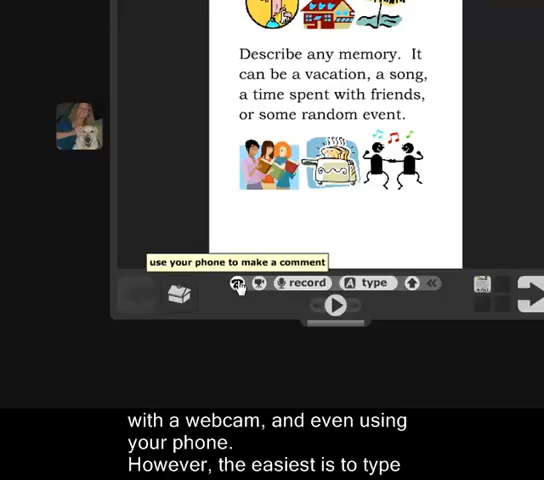 Describe any memory. It
can be a vacation, a song,
a time spent with friends,
or some random event.
use your phone to make a comment
record
A type
with a webcam, and even using
your phone.
However, the easiest is to type